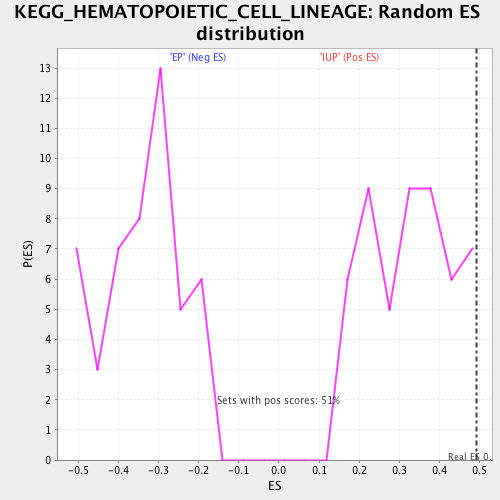 KEGG_HEMATOPOIETIC_CELL_LINEAGE: Random ES
distribution
'EP' (Neg ES) 'IUP' (Pos ES)
13
12
11
10
9
8
7
6
5
4
3
2
1
0
P(ES)
Sets with pos scores: 51%
Real ES 0.
-0.5 -0.4 -0.3 -0.2 -0.1 0.0 0.1 0.2 0.3 0.4 0.5
ES